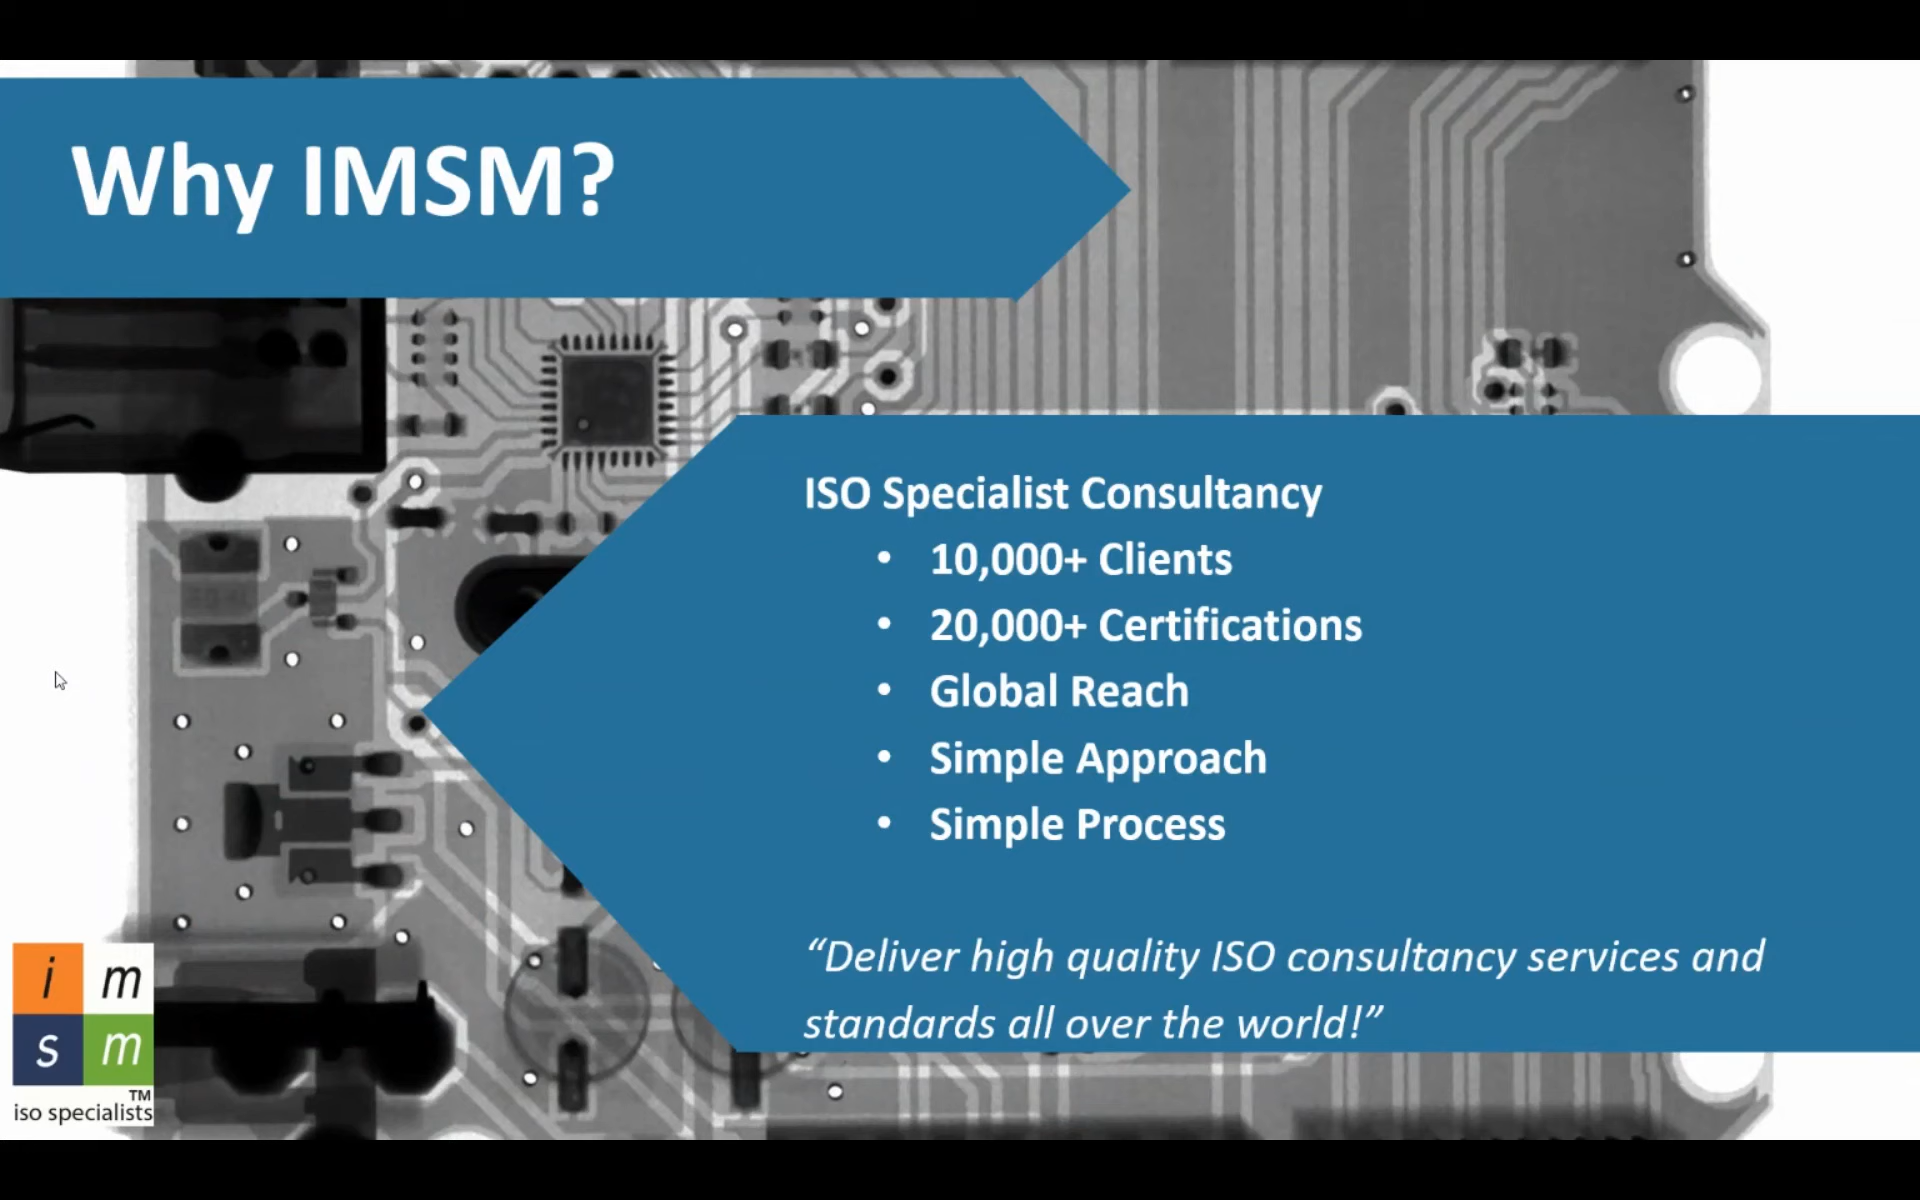 Why IMSM?
ISO Specialist Consultancy
• 10,000+ Clients
• 20,000+ Certifications
• Global Reach
• Simple Approach
• Simple Process
“Deliver high quality ISO consultancy services and
standards all over the world!”
i m
s m
TM
iso specialists